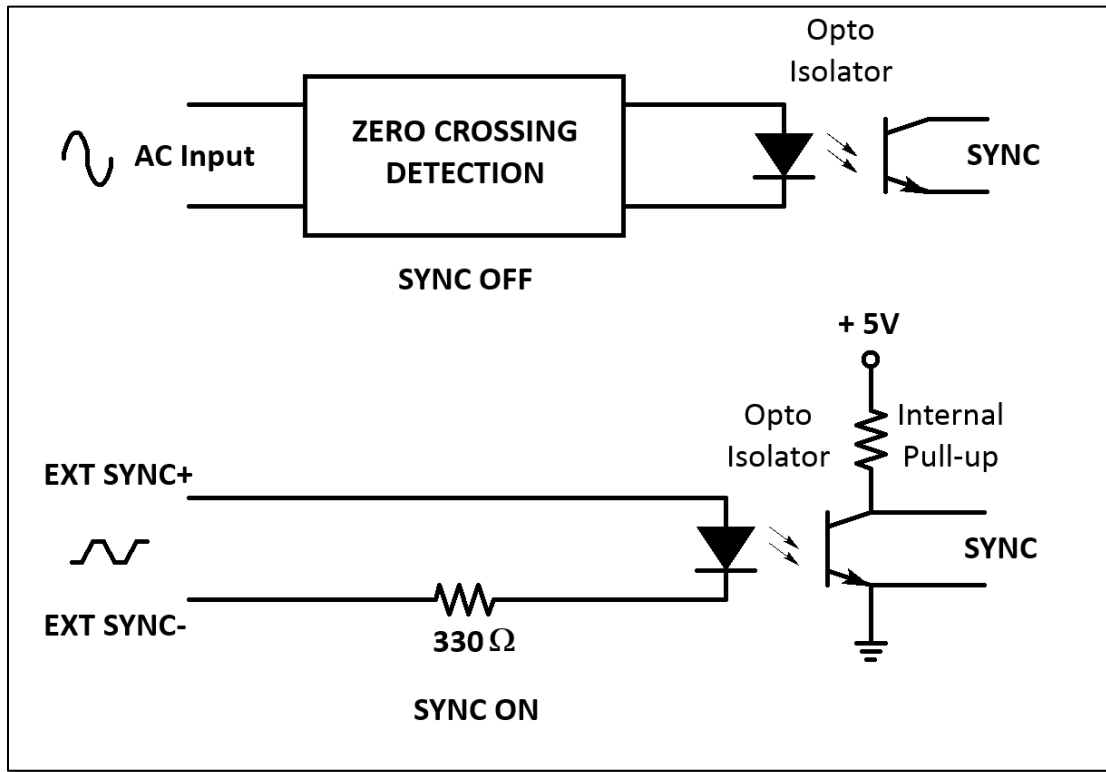 Opto
Isolator
AC Input
ZERO CROSSING
DETECTION
SYNC
SYNC OFF
+ 5V
Opto
Isolator
Internal
Pull-up
EXT SYNC+
SYNC
EXT SYNC-
330 Ω
SYNC ON